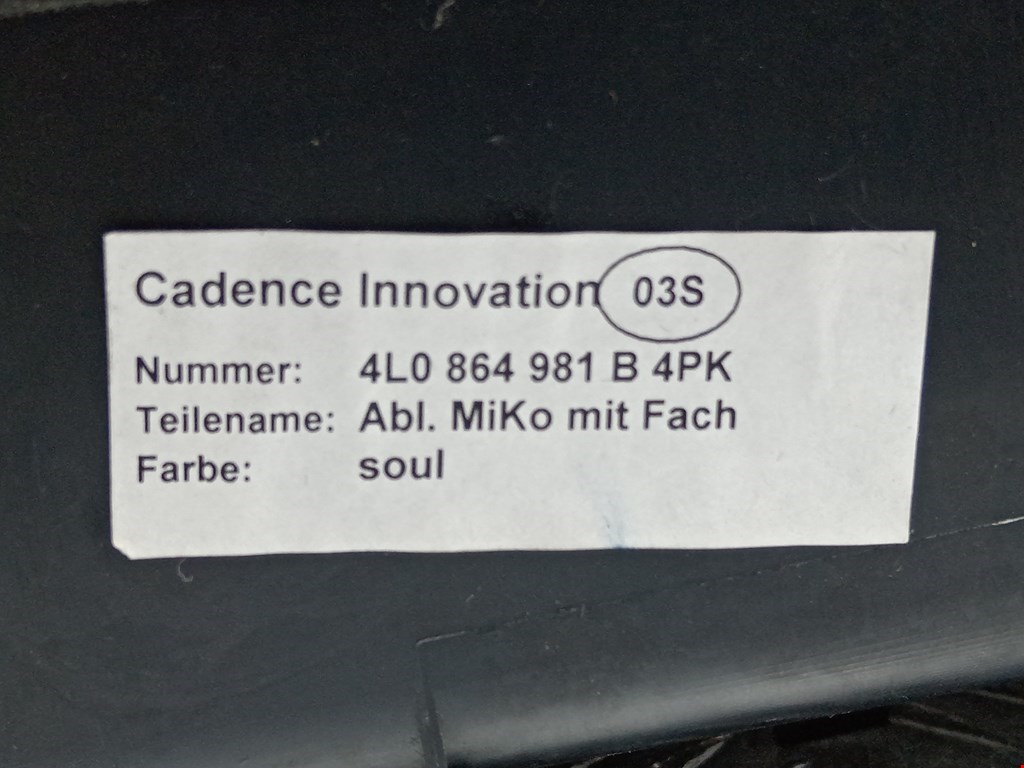 Cadence Innovation 03S
Nummer: 4L0 864 981 B 4PK
Teilename: Abl. MiKo mit Fach
Farbe: soul